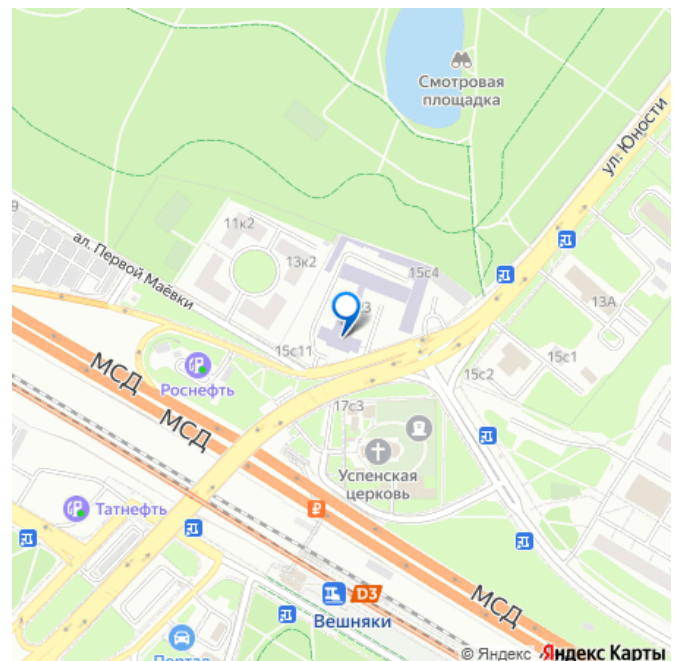 Смотровая
площадка
ул. Юности
9
11к2
ал. Первой Маёвки
13к2
15с4
13А
15с11
15с1
МСД
Роснефть
15с2
МСД
17с3
Успенская
церковь
Татнефть
₽
D3
МСД
Вешняки
© Яндекс Яндекс Карты